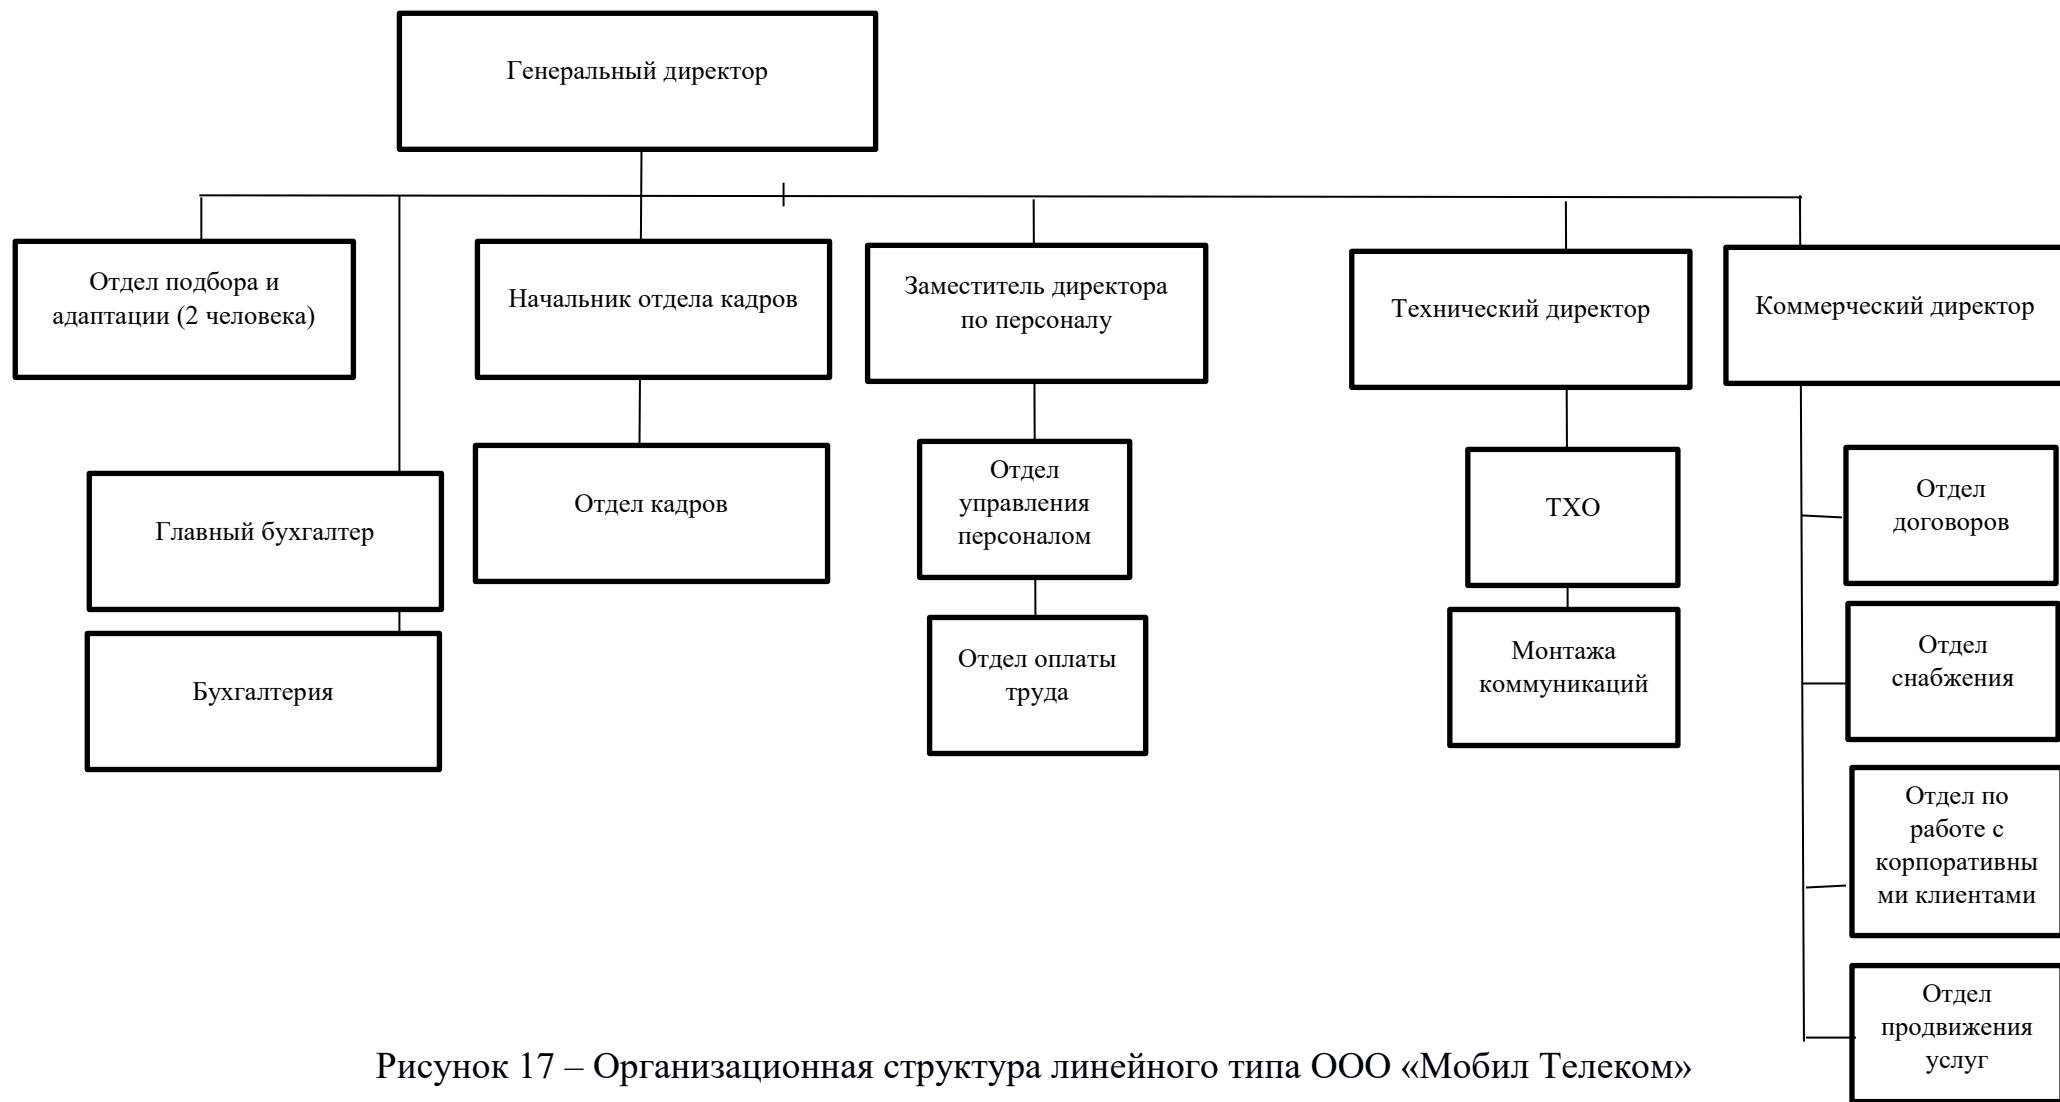 Генеральный директор
Отдел подбора и
адаптации (2 человека)
Начальник отдела кадров
Заместитель директора
по персоналу
Технический директор
Коммерческий директор
Главный бухгалтер
Бухгалтерия
Отдел кадров
Отдел
управления
персоналом
Отдел оплаты
труда
ТХО
Монтажа
коммуникаций
Отдел
договоров
Отдел
снабжения
Отдел по
работе с
корпоративны
ми клиентами
Отдел
продвижения
услуг
Рисунок 17 – Организационная структура линейного типа ООО «Мобил Телеком»